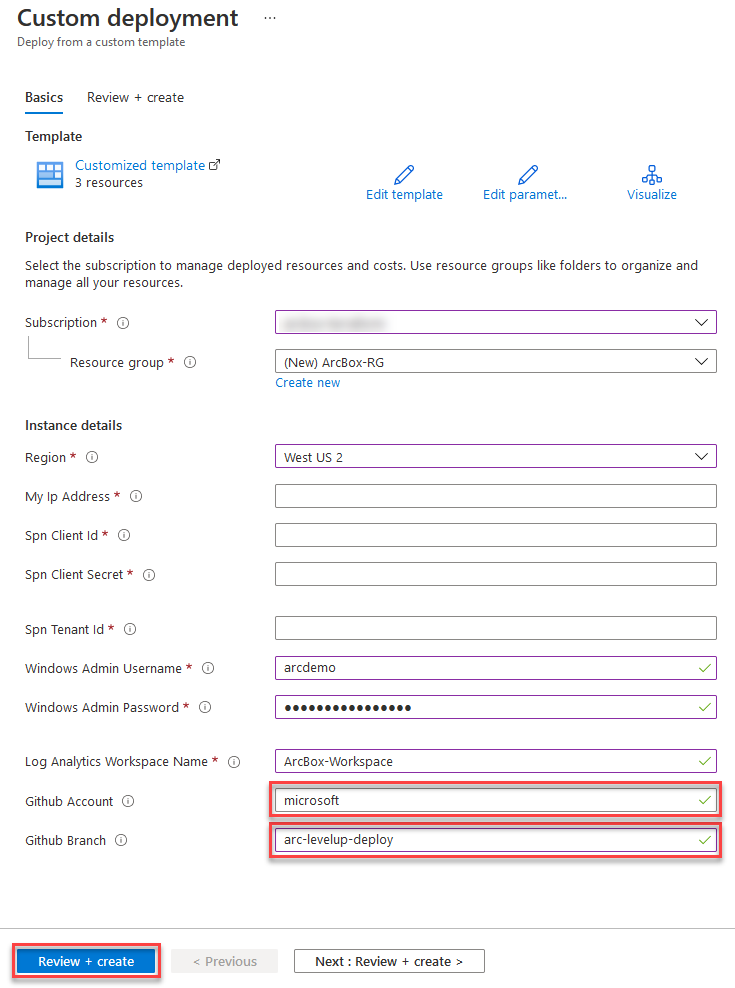 Custom deployment ...
Deploy from a custom template
Basics Review + create
Template
Customized template
3 resources
Edit template Edit paramet... Visualize
Project details
Select the subscription to manage deployed resources and costs. Use resource groups like folders to organize and
manage all your resources.
Subscription *
Resource group * (New) ArcBox-RG
Create new
Instance details
Region * West US 2
My Ip Address *
Spn Client Id *
Spn Client Secret *
Spn Tenant Id *
Windows Admin Username * arcdemo
Windows Admin Password * ●●●●●●●●●●●●●●●●
Log Analytics Workspace Name * ArcBox-Workspace
Github Account microsoft
Github Branch arc-levelup-deploy
Review + create < Previous Next : Review + create >